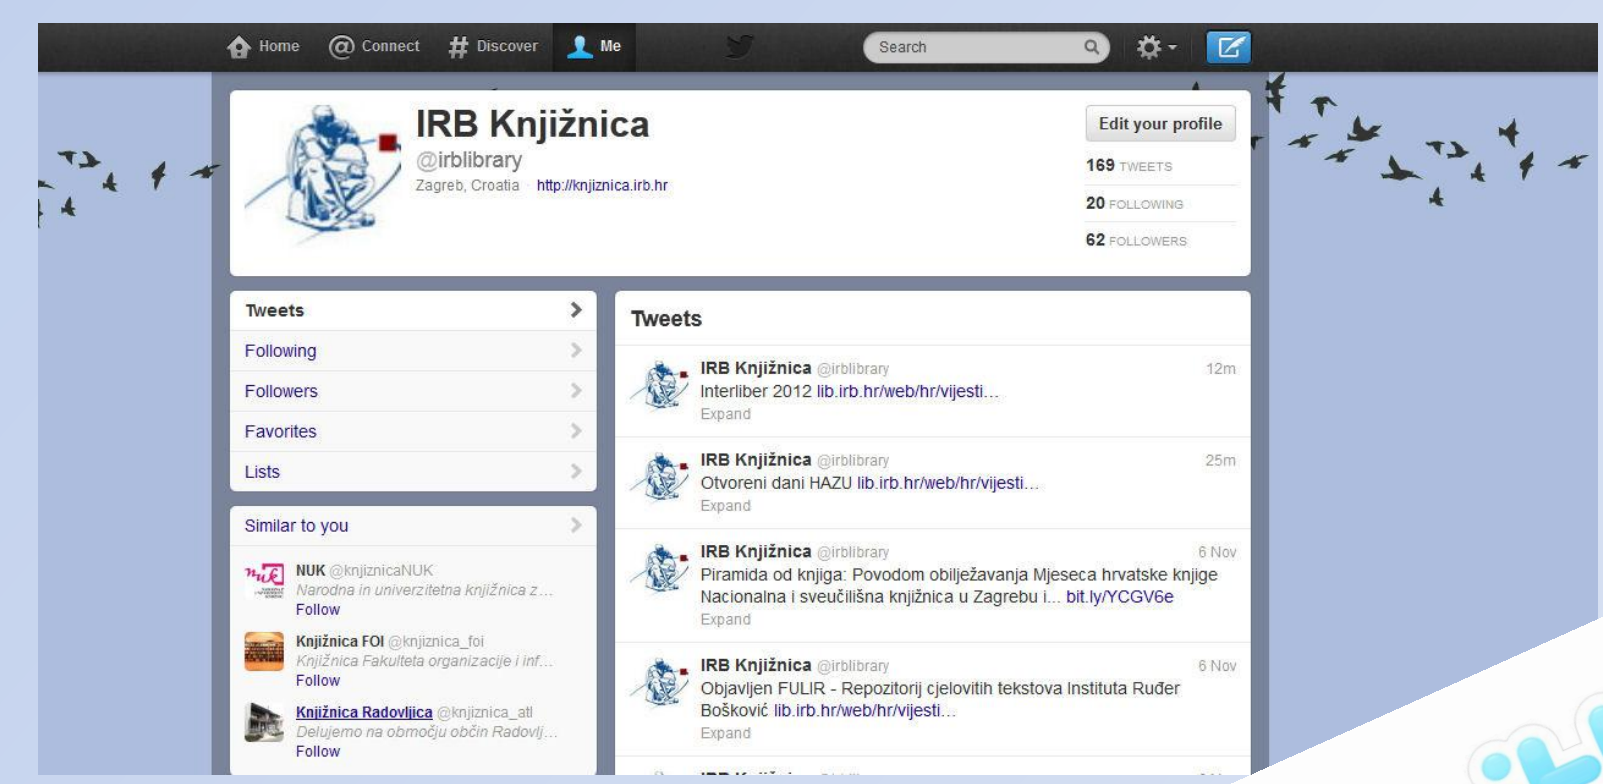 Home
Connect
Discover
Me
Search
IRB Knjižnica
@irblibrary
Zagreb, Croatia · http://knjiznica.irb.hr
Edit your profile
169 TWEETS
20 FOLLOWING
62 FOLLOWERS
Tweets
Following
Followers
Favorites
Lists
Similar to you
NUK @knjiznicaNUK
Narodna in univerzitetna knjižnica z...
Follow
Knjižnica FOI @knjiznica_foi
Knjižnica Fakulteta organizacije i inf...
Follow
Knjižnica Radovljica @knjiznica_atl
Delujemo na območju občin Radovlj...
Follow
Tweets
IRB Knjižnica @irblibrary 12m
Interliber 2012 lib.irb.hr/web/hr/vijesti...
Expand
IRB Knjižnica @irblibrary 25m
Otvoreni dani HAZU lib.irb.hr/web/hr/vijesti...
Expand
IRB Knjižnica @irblibrary 6 Nov
Piramida od knjiga: Povodom obilježavanja Mjeseca hrvatske knjige
Nacionalna i sveučilišna knjižnica u Zagrebu i... bit.ly/YCGV6e
Expand
IRB Knjižnica @irblibrary 6 Nov
Objavljen FULIR - Repozitorij cjelovitih tekstova Instituta Ruđer
Bošković lib.irb.hr/web/hr/vijesti...
Expand